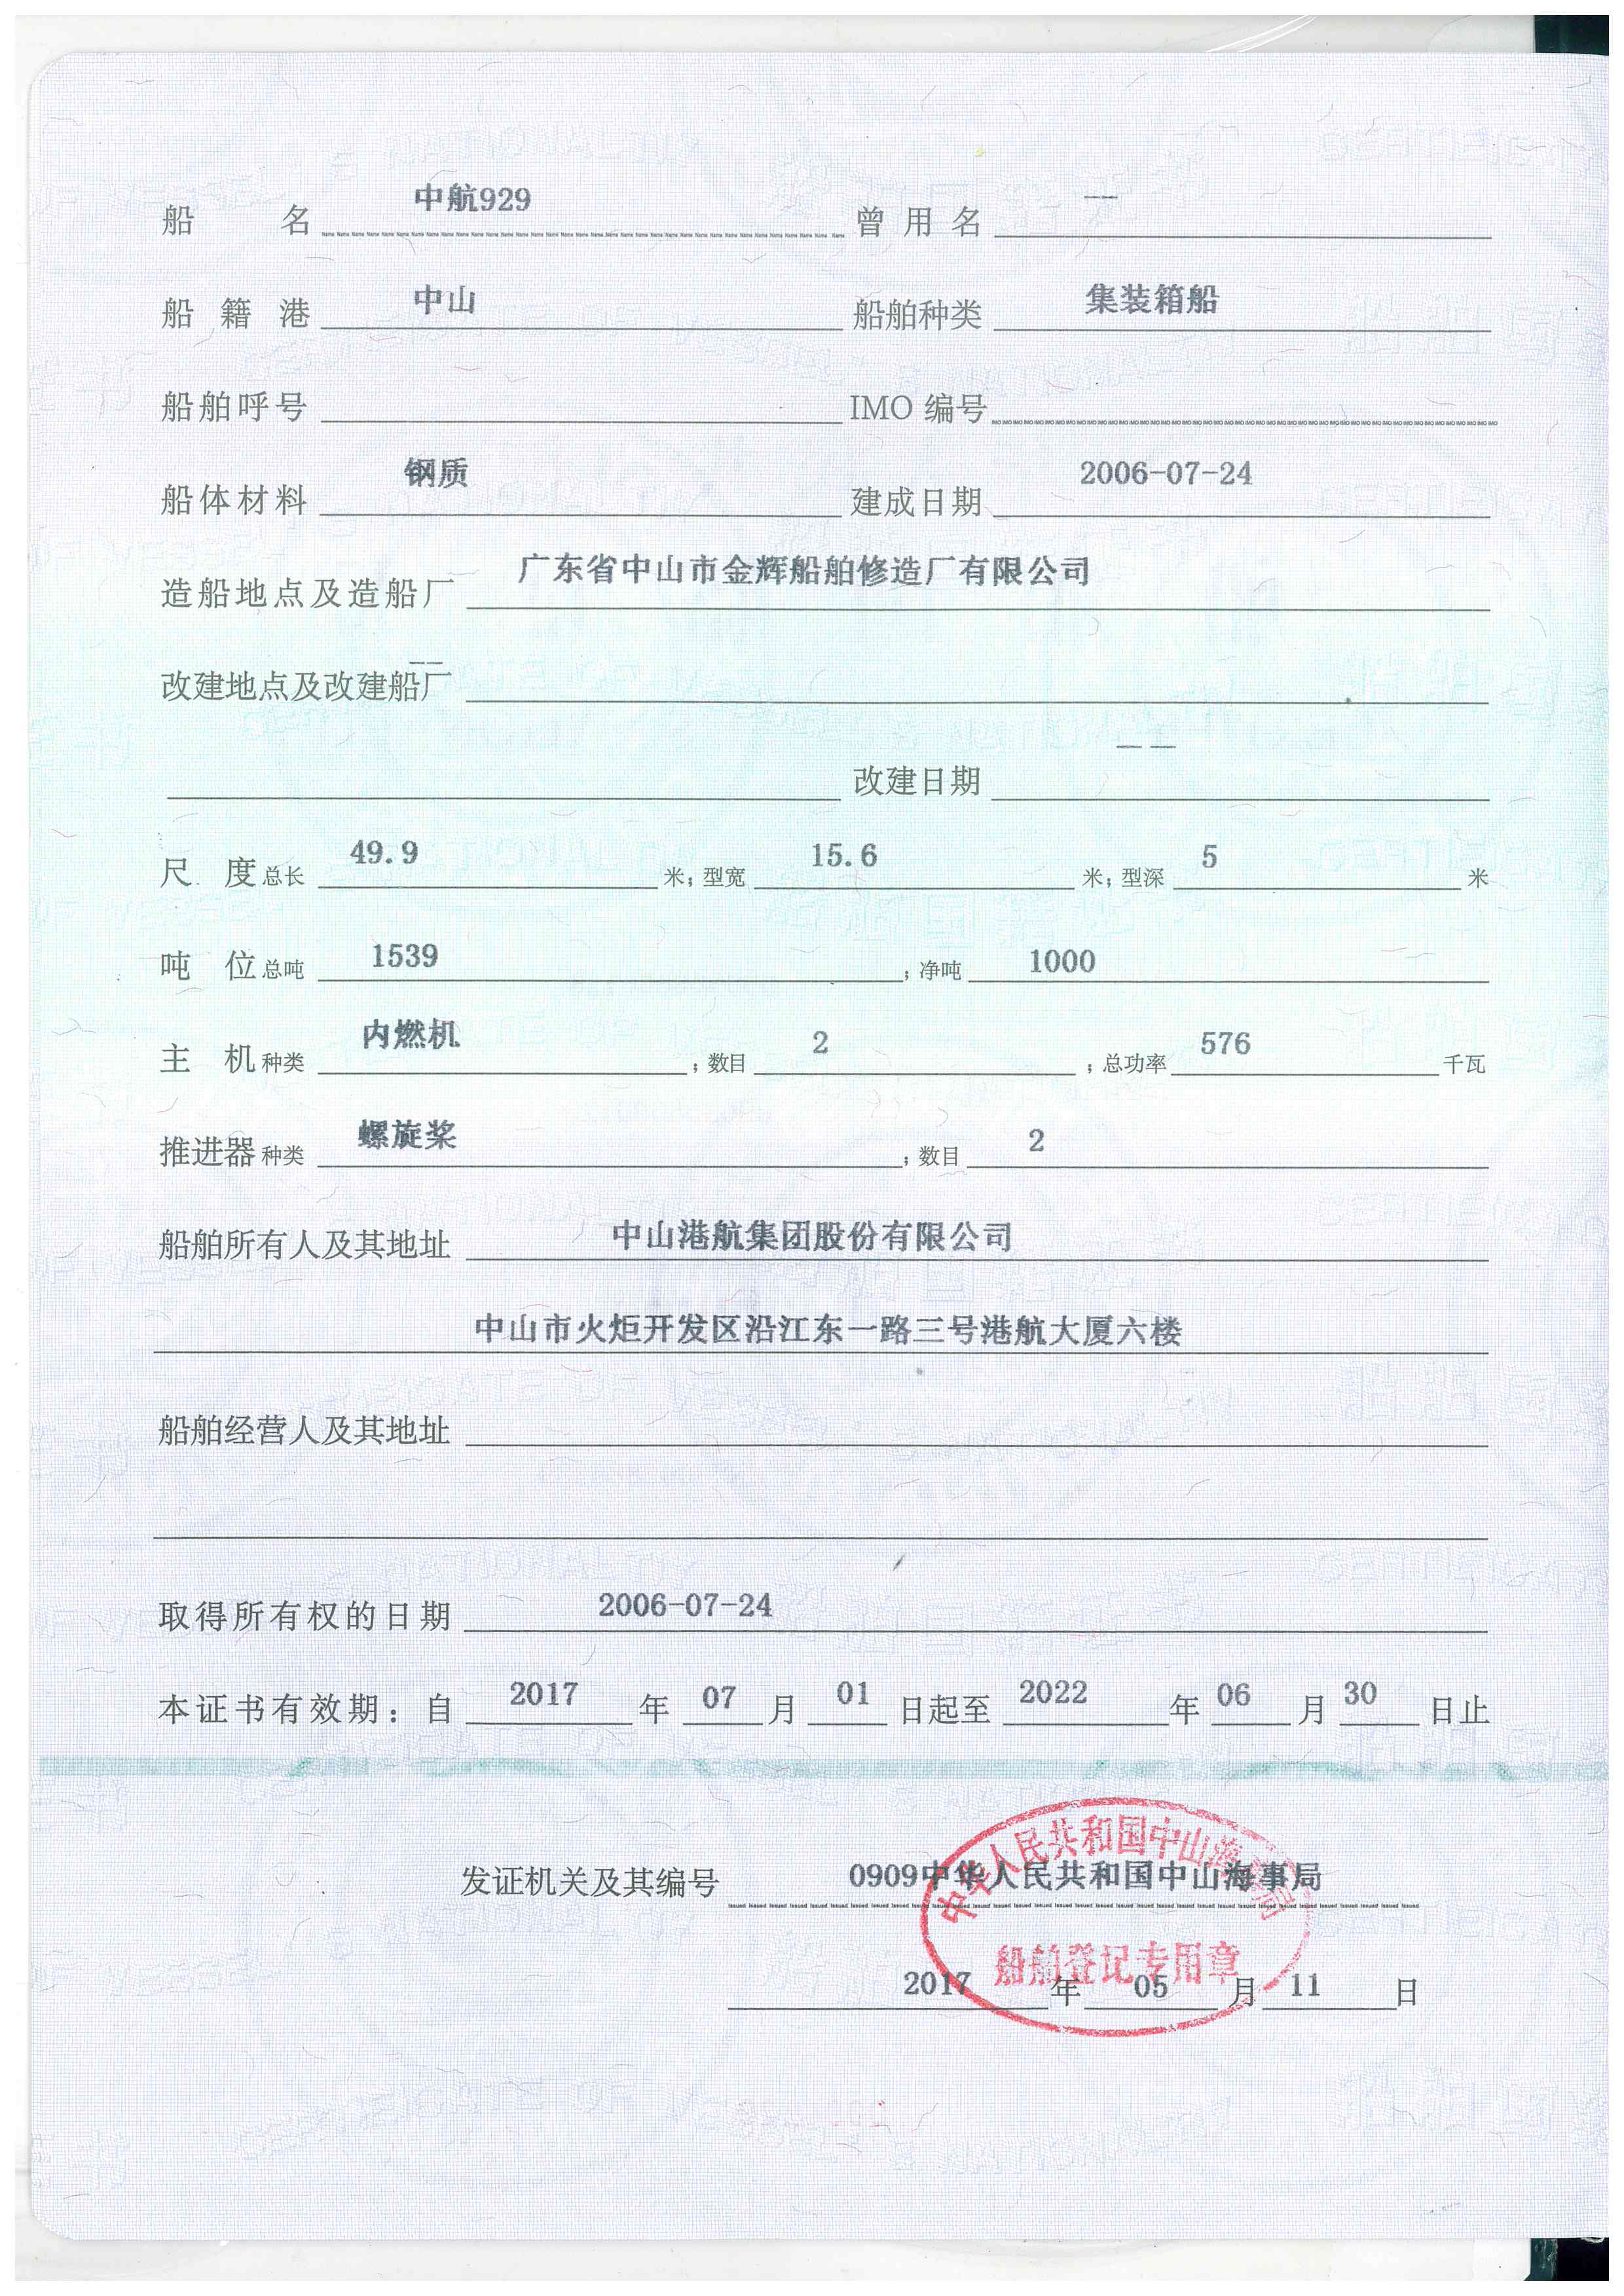 船 名 中航929 曾用名 ——
船籍港 中山 船舶种类 集装箱船
船舶呼号 IMO 编号
船体材料 钢质 建成日期 2006-07-24
造船地点及造船厂 广东省中山市金辉船舶修造厂有限公司
改建地点及改建船厂 ——
改建日期 — —
尺 度 总长 49.9 米; 型宽 15.6 米; 型深 5 米
吨 位 总吨 1539 ; 净吨 1000
主 机 种类 内燃机 ; 数目 2 ; 总功率 576 千瓦
推进器 种类 螺旋桨 ; 数目 2
船舶所有人及其地址 中山港航集团股份有限公司
中山市火炬开发区沿江东一路三号港航大厦六楼
船舶经营人及其地址
取得所有权的日期 2006-07-24
本证书有效期: 自 2017 年 07 月 01 日起至 2022 年 06 月 30 日止
中华人民共和国中山海事局
发证机关及其编号 0909中华人民共和国中山海事局
船舶登记专用章
2017 年 05 月 11 日